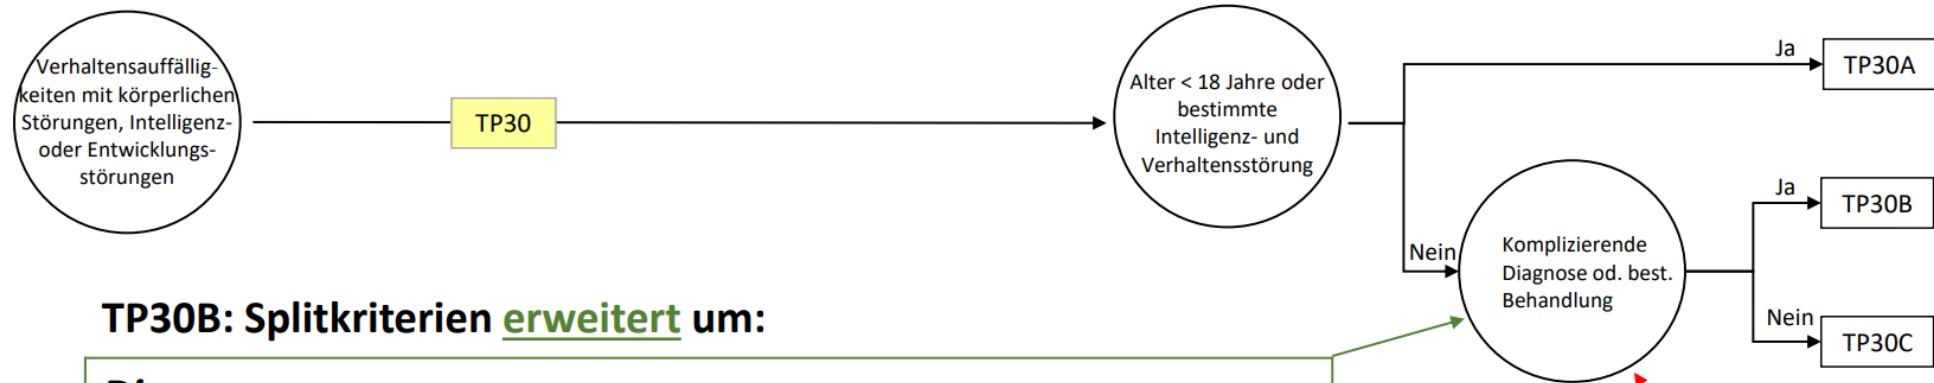 Verhaltensauffällig-
keiten mit körperlichen
Störungen, Intelligenz-
oder Entwicklungs-
störungen
TP30
Alter < 18 Jahre oder
bestimmte
Intelligenz- und
Verhaltensstörung
Ja
TP30A
Nein
Komplizierende
Diagnose od. best.
Behandlung
Ja
TP30B
Nein
TP30C
TP30B: Splitkriterien erweitert um: